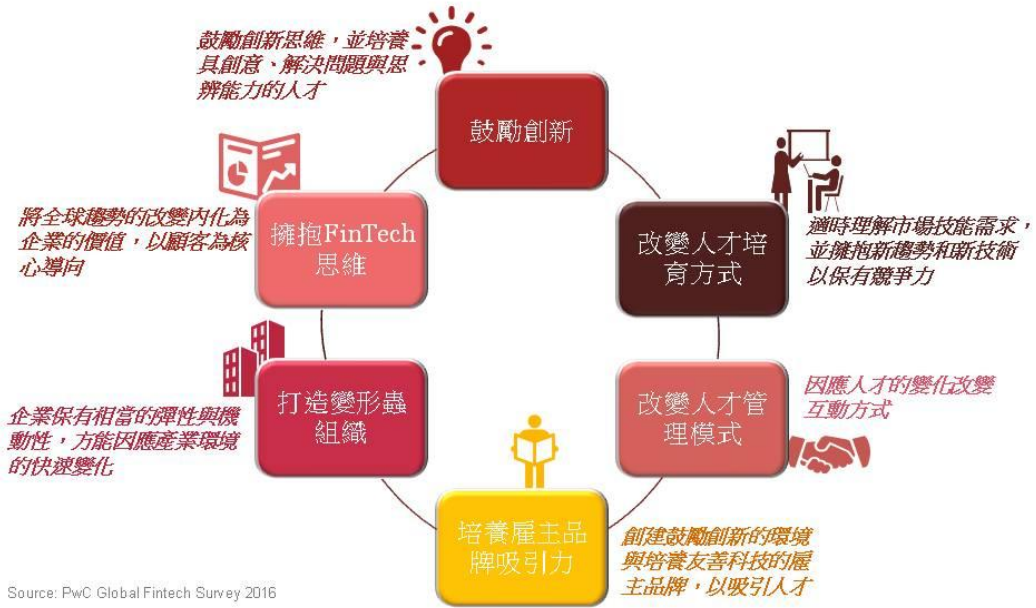 鼓勵創新思維，並培養
具創意、解決問題與思
辨能力的人才
鼓勵創新
將全球趨勢的改變內化為
企業的價值，以顧客為核
心導向
擁抱FinTech
思維
改變人才培
育方式
適時理解市場技能需求，
並擁抱新趨勢和新技術
以保有競爭力
企業保有相當的彈性與機
動性，方能因應產業環境
的快速變化
打造變形蟲
組織
改變人才管
理模式
因應人才的變化改變
互動方式
培養雇主品
牌吸引力
創建鼓勵創新的環境
與培養友善科技的雇
主品牌，以吸引人才
Source: PwC Global Fintech Survey 2016